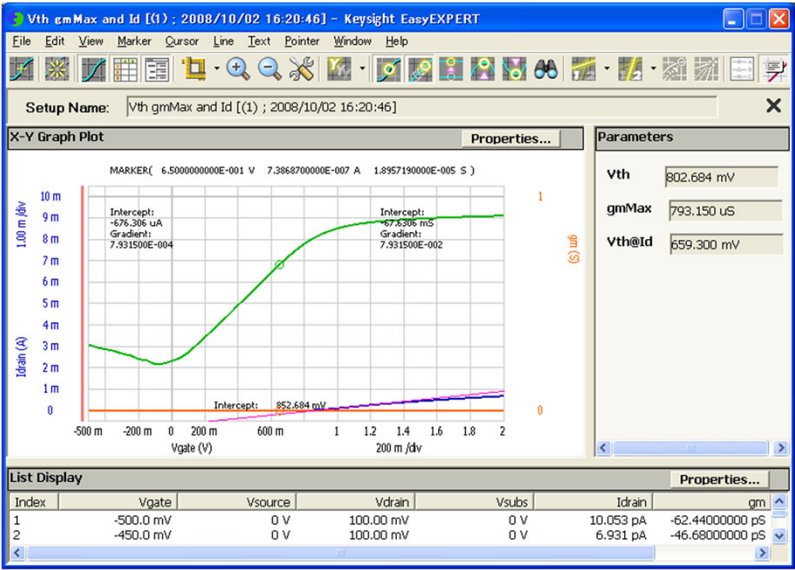 Vth gmMax and Id [(1) ; 2008/10/02 16:20:46] - Keysight EasyEXPERT
File Edit View Marker Cursor Line Text Pointer Window Help
Setup Name: Vth gmMax and Id [(1) ; 2008/10/02 16:20:46]
X-Y Graph Plot Properties...
MARKER( 6.5000000000E-001 V 7.3868700000E-007 A 1.8957190000E-005 S )
10 m
9 m
8 m
7 m
6 m
5 m
4 m
3 m
2 m
1 m
0
1.00 m /div
Idrain (A)
Intercept:
-676.306 uA
Gradient:
7.931500E-004
Intercept:
-67.6306 mS
Gradient:
7.931500E-002
Intercept: 852.684 mV
1
gm (S)
0
-500 m -200 m 0 200 m 600 m 1 1.2 1.4 1.6 1.8 2
Vgate (V) 200 m /div
Parameters
Vth 802.684 mV
gmMax 793.150 uS
Vth@Id 659.300 mV
List Display Properties...
Index Vgate Vsource Vdrain Vsubs Idrain gm
1 -500.0 mV 0 V 100.00 mV 0 V 10.053 pA -62.44000000 pS
2 -450.0 mV 0 V 100.00 mV 0 V 6.931 pA -46.68000000 pS